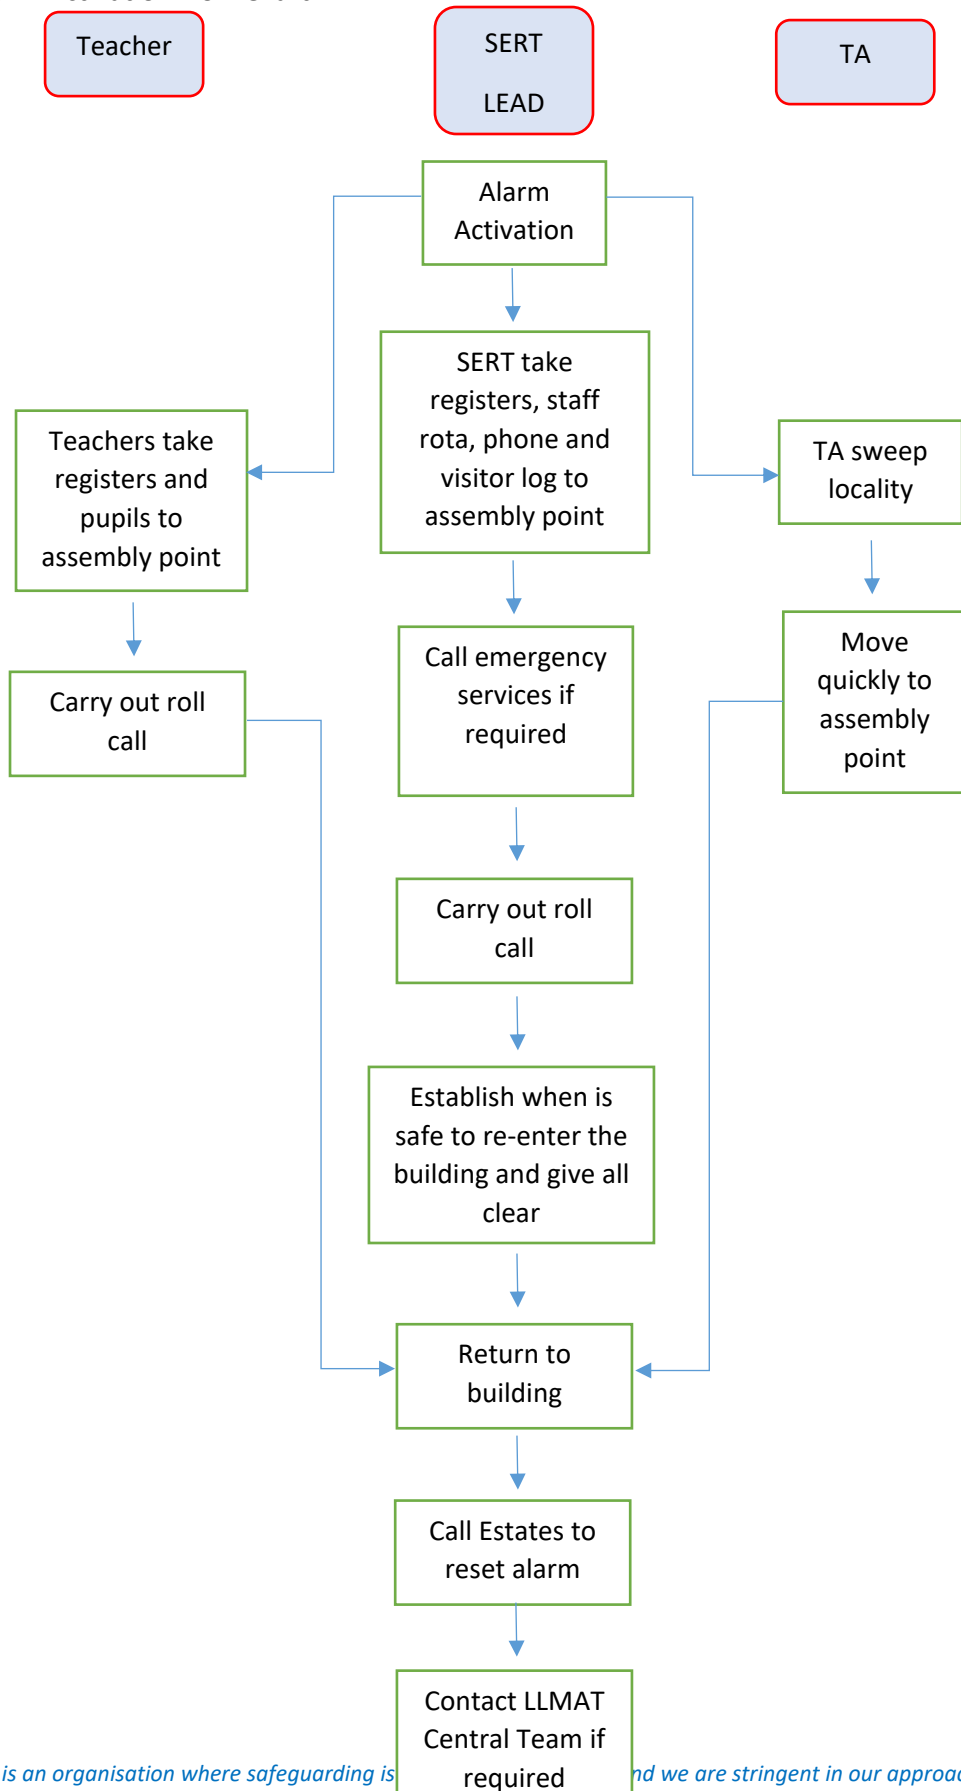 Teacher
SERT
LEAD
TA
Alarm
Activation
SERT take
registers, staff
rota, phone and
visitor log to
assembly point
Teachers take
registers and
pupils to
assembly point
TA sweep
locality
Call emergency
services if
required
Move
quickly to
assembly
point
Carry out roll
call
Carry out roll
call
Establish when is
safe to re-enter the
building and give all
clear
Return to
building
Call Estates to
reset alarm
Contact LLMAT
Central Team if
required
is an organisation where safeguarding is we are stringent in our